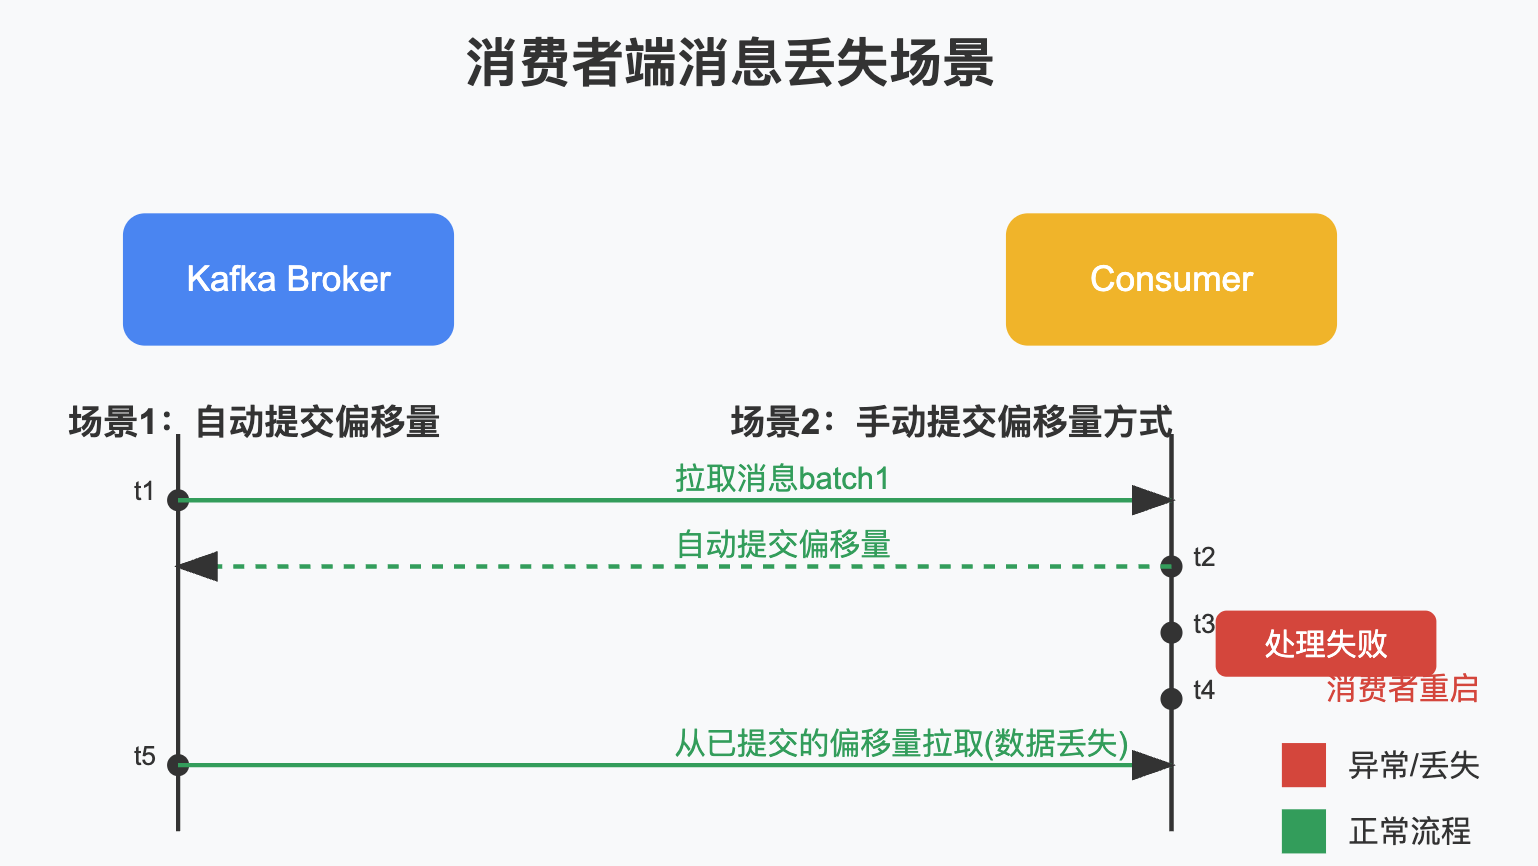 消费者端消息丢失场景
Kafka Broker
Consumer
场景1：自动提交偏移量
场景2：手动提交偏移量方式
拉取消息batch1
t1
自动提交偏移量
t2
t3
处理失败
t4
消费者重启
从已提交的偏移量拉取(数据丢失)
t5
异常/丢失
正常流程